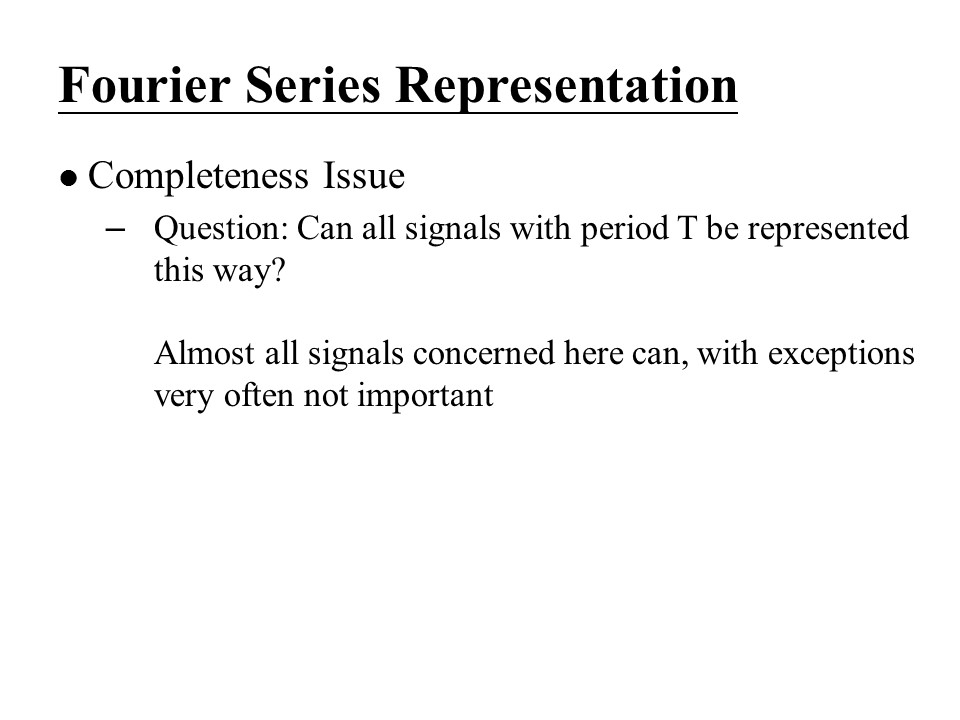 Fourier Series Representation
● Completeness Issue
– Question: Can all signals with period T be represented
this way?
Almost all signals concerned here can, with exceptions
very often not important